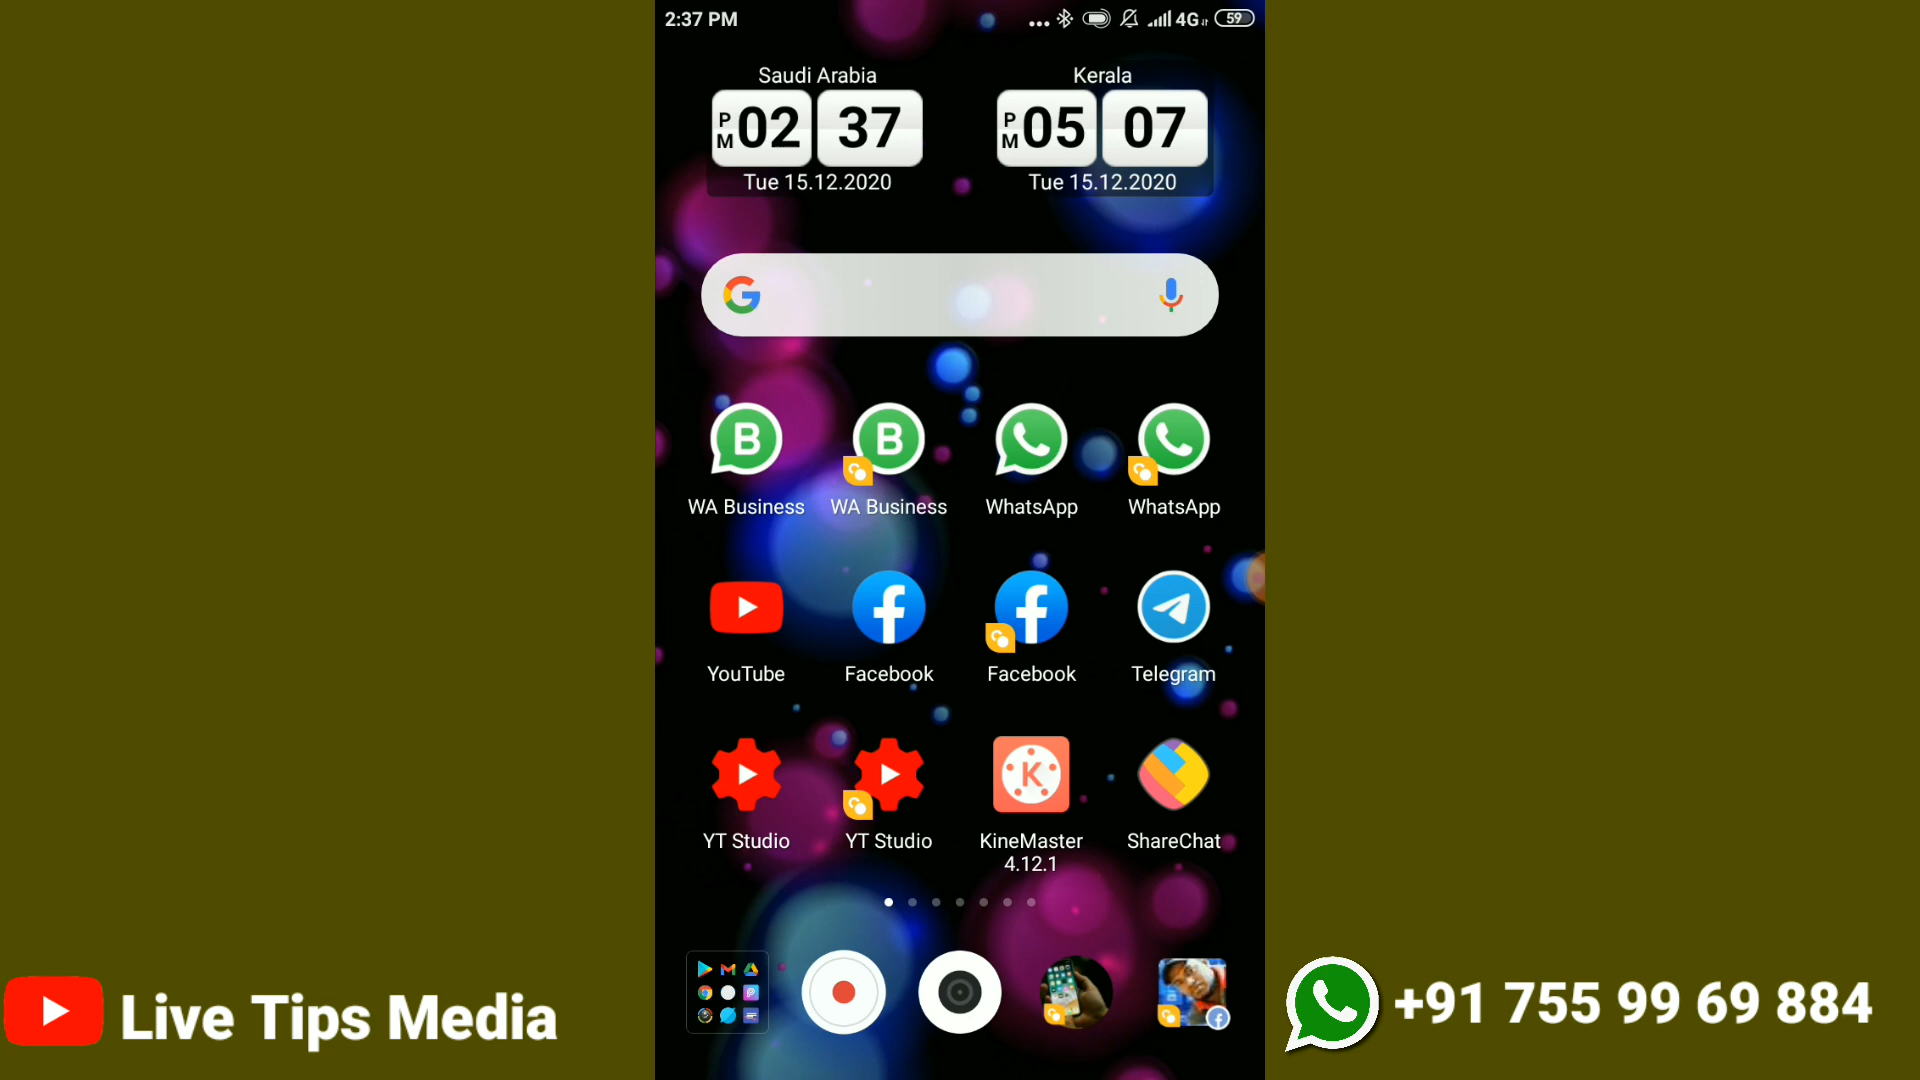 2:37 PM
4G
59
Saudi Arabia
Kerala
PM 02 37
PM 05 07
Tue 15.12.2020
Tue 15.12.2020
G
B
B
WA Business
WA Business
WhatsApp
WhatsApp
YouTube
Facebook
Facebook
Telegram
K
YT Studio
YT Studio
KineMaster
4.12.1
ShareChat
Live Tips Media
+91 755 99 69 884